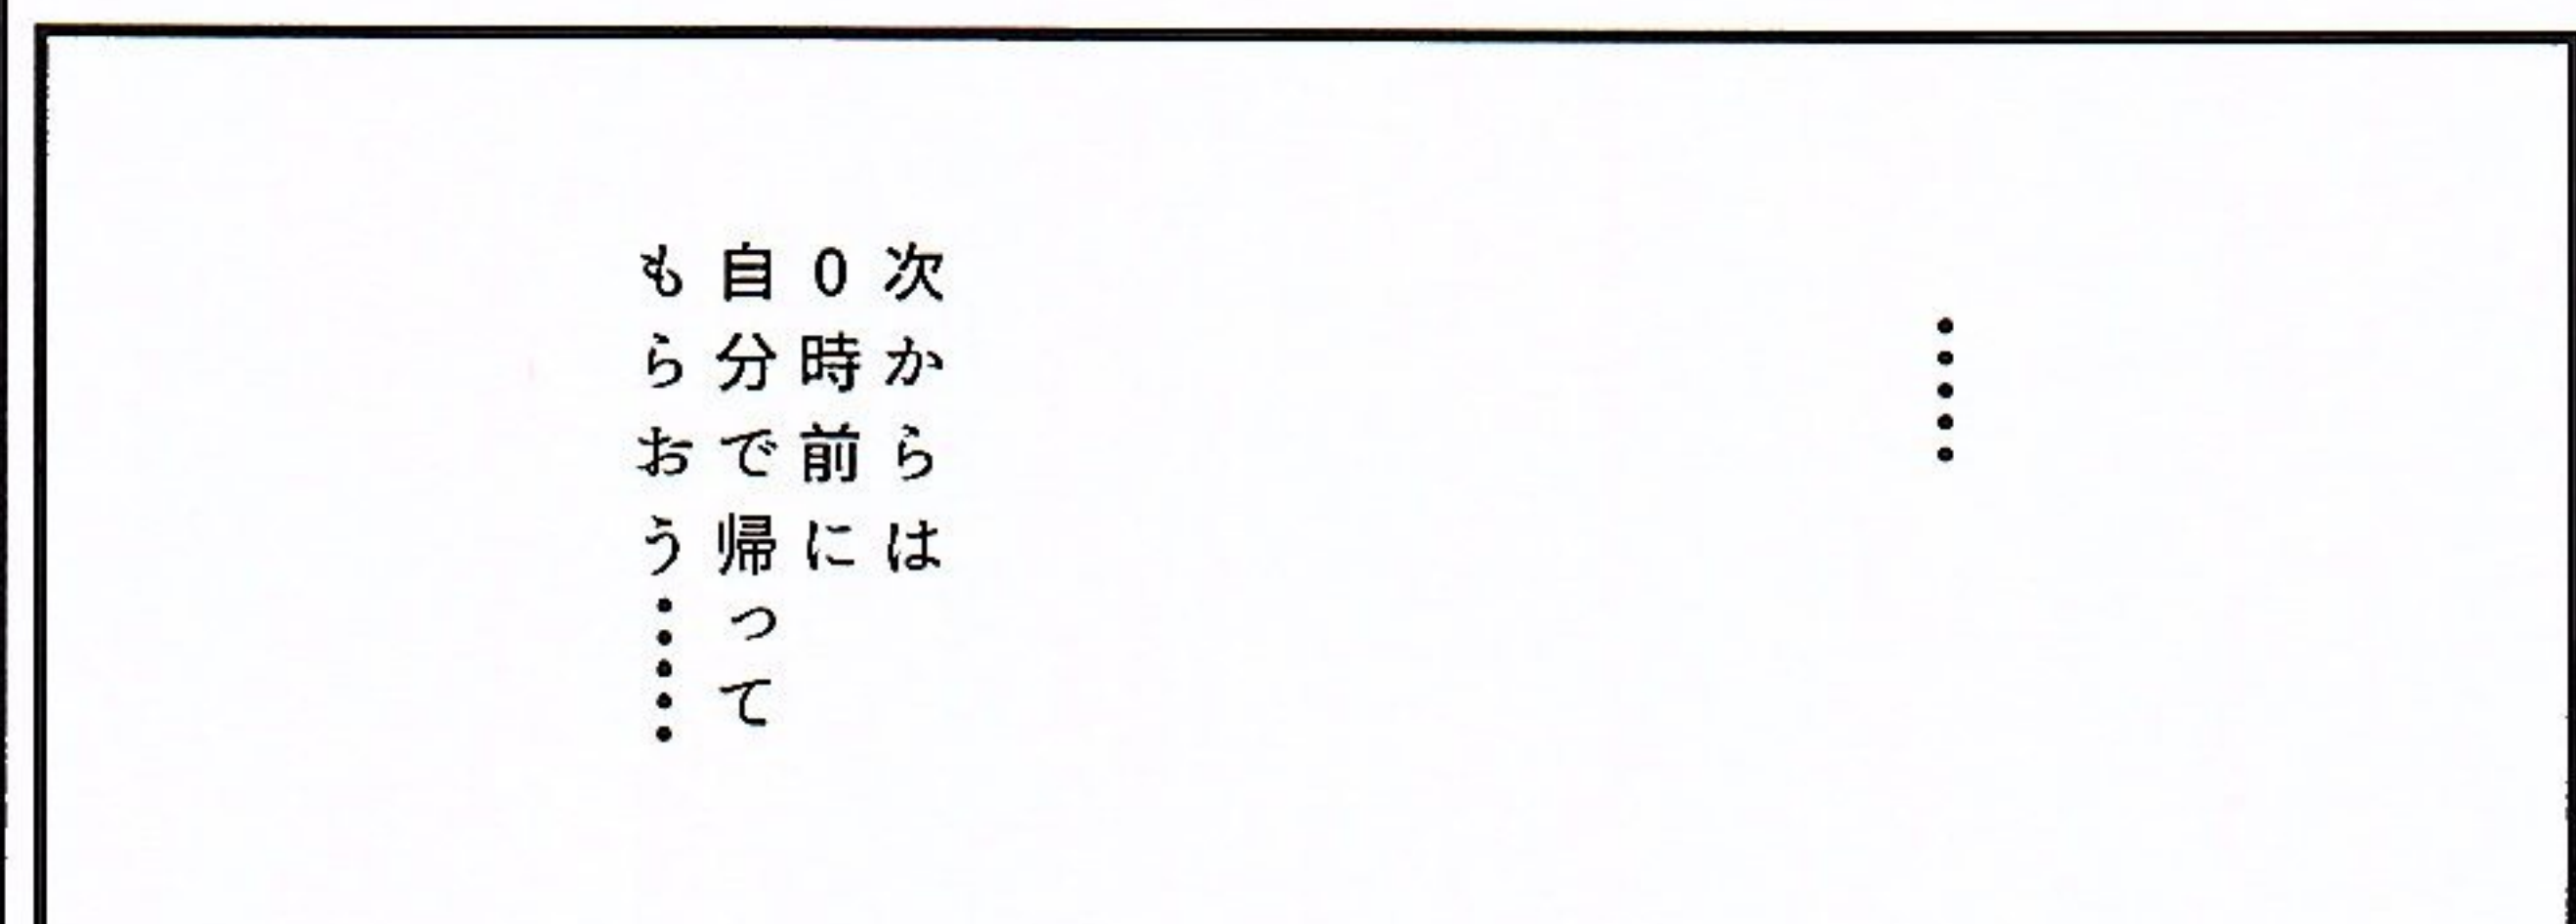 ……
次からは
0時前に
自分で帰って
もらおう……